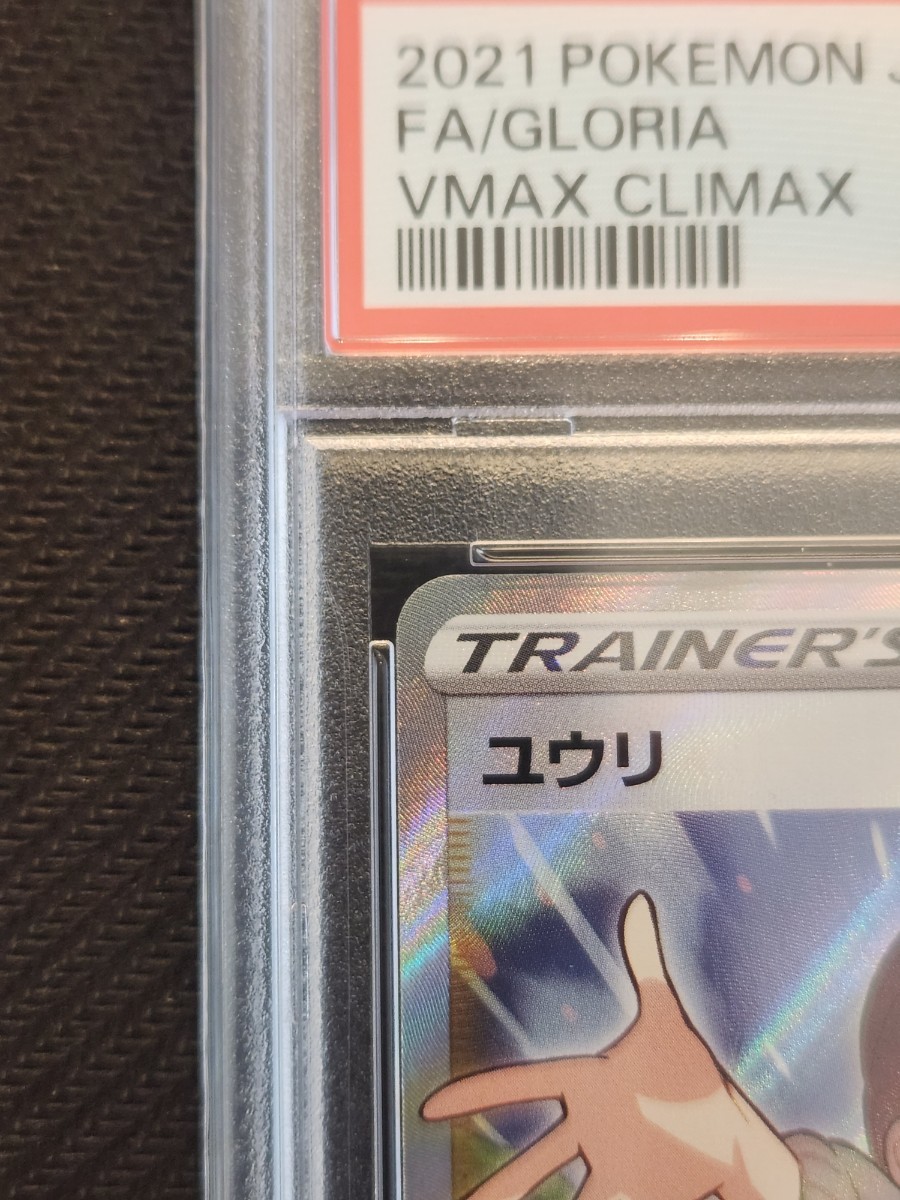 2021 POKEMON J
FA/GLORIA
VMAX CLIMAX
TRAINER'S
ユウリ